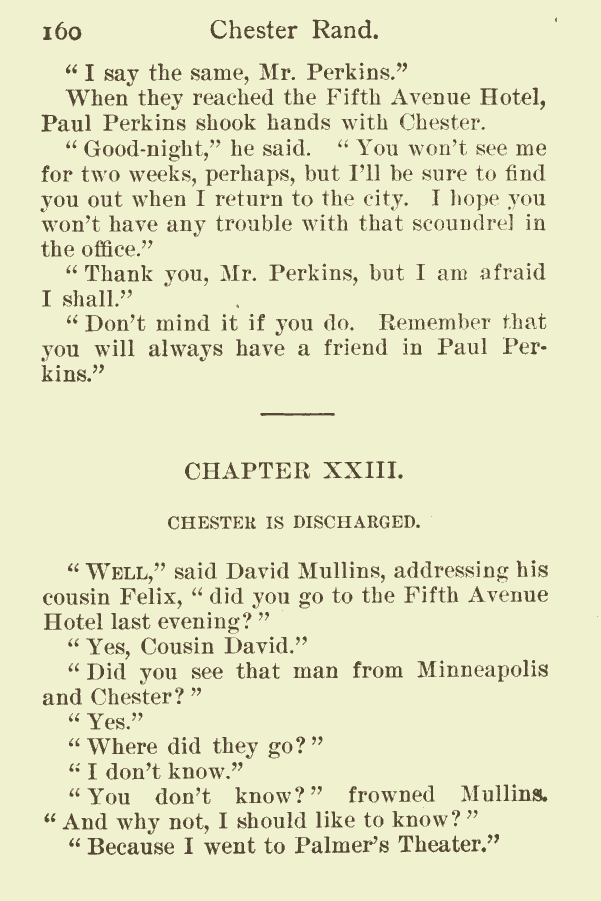 160 Chester Rand.
“ I say the same, Mr. Perkins.”
When they reached the Fifth Avenue Hotel,
Paul Perkins shook hands with Chester.
“ Good-night,” he said. “ You won’t see me
for two weeks, perhaps, but I’ll be sure to find
you out when I return to the city. I hope you
won’t have any trouble with that scoundrel in
the office.”
“ Thank you, Mr. Perkins, but I am afraid
I shall.”
“ Don’t mind it if you do. Remember that
you will always have a friend in Paul Per-
kins.”
CHAPTER XXIII.
CHESTER IS DISCHARGED.
“ WELL,” said David Mullins, addressing his
cousin Felix, “ did you go to the Fifth Avenue
Hotel last evening? ”
“ Yes, Cousin David.”
“ Did you see that man from Minneapolis
and Chester? ”
“ Yes.”
“ Where did they go? ”
“ I don’t know.”
“ You don’t know? ” frowned Mullins.
“ And why not, I should like to know? ”
“ Because I went to Palmer’s Theater.”